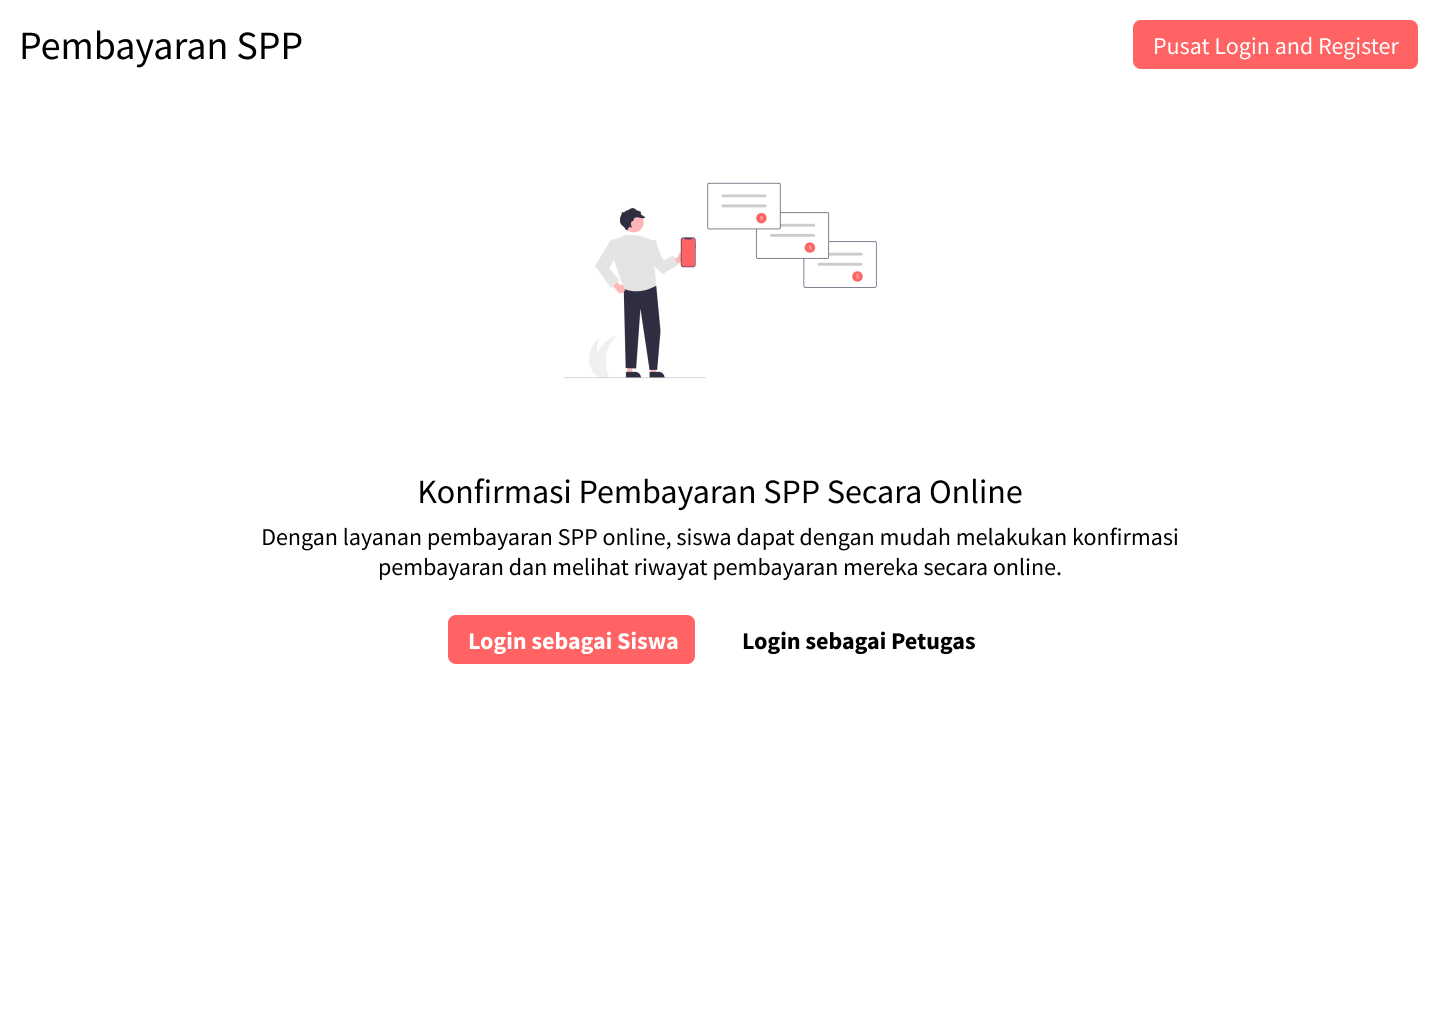 Pembayaran SPP
Pusat Login and Register
Konfirmasi Pembayaran SPP Secara Online
Dengan layanan pembayaran SPP online, siswa dapat dengan mudah melakukan konfirmasi
pembayaran dan melihat riwayat pembayaran mereka secara online.
Login sebagai Siswa
Login sebagai Petugas